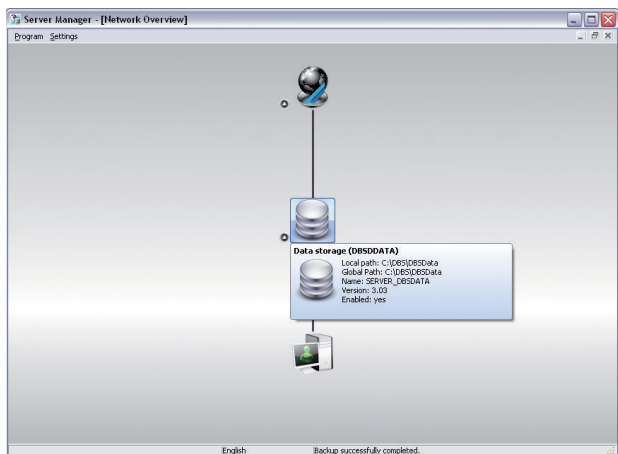 Server Manager - [Network Overview]
Program Settings
Data storage (DBSDDATA)
Local path: C:\DBS\DBSData
Global Path: C:\DBS\DBSData
Name: SERVER_DBSDATA
Version: 3.03
Enabled: yes
English Backup successfully completed.